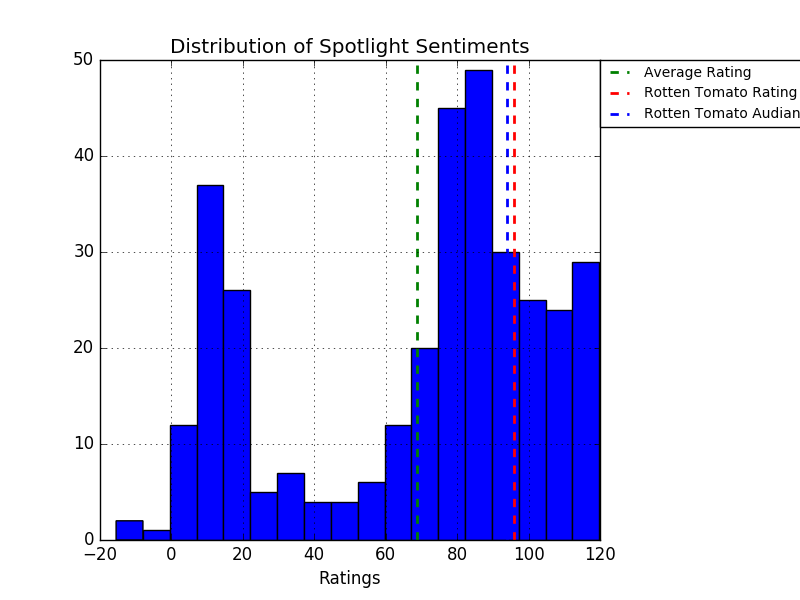 Distribution of Spotlight Sentiments
50
40
30
20
10
0
−20 0 20 40 60 80 100 120
Ratings
Average Rating
Rotten Tomato Rating
Rotten Tomato Audian